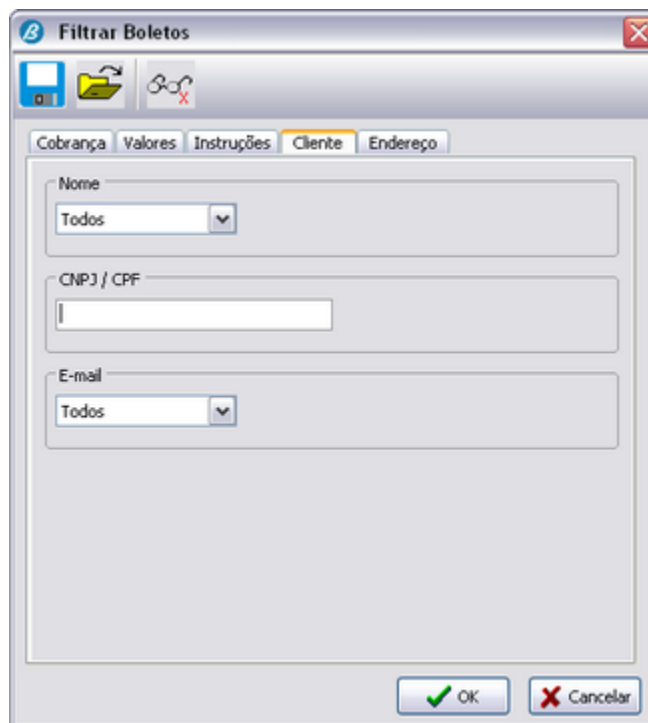 Filtrar Boletos
Cobrança Valores Instruções Cliente Endereço
Nome
Todos
CNPJ / CPF
E-mail
Todos
OK Cancelar